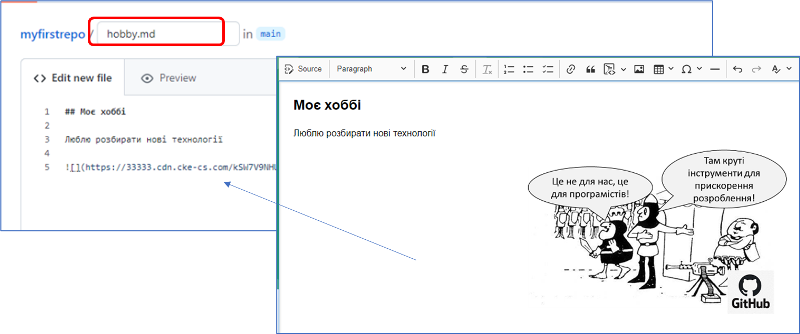 myfirstrepo / hobby.md in main
Edit new file Preview
1 ## Моє хоббі
2
3 Люблю розбирати нові технології
4
5 ![](https://33333.cdn.cke-cs.com/kSW7V9NHU
Source Paragraph B I S
Моє хоббі
Люблю розбирати нові технології
Це не для нас, це
для програмістів!
Там круті
інструменти для
прискорення
розроблення!
GitHub